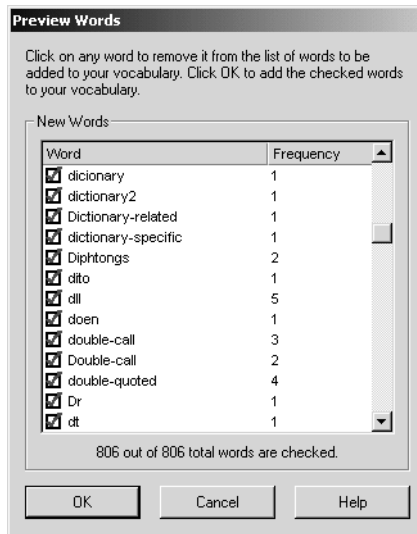 Preview Words
Click on any word to remove it from the list of words to be
added to your vocabulary. Click OK to add the checked words
to your vocabulary.
New Words
Word Frequency
dicionary 1
dictionary2 1
Dictionary-related 1
dictionary-specific 1
Diphtongs 2
dito 1
dll 5
doen 1
double-call 3
Double-call 2
double-quoted 4
Dr 1
dt 1
806 out of 806 total words are checked.
OK Cancel Help